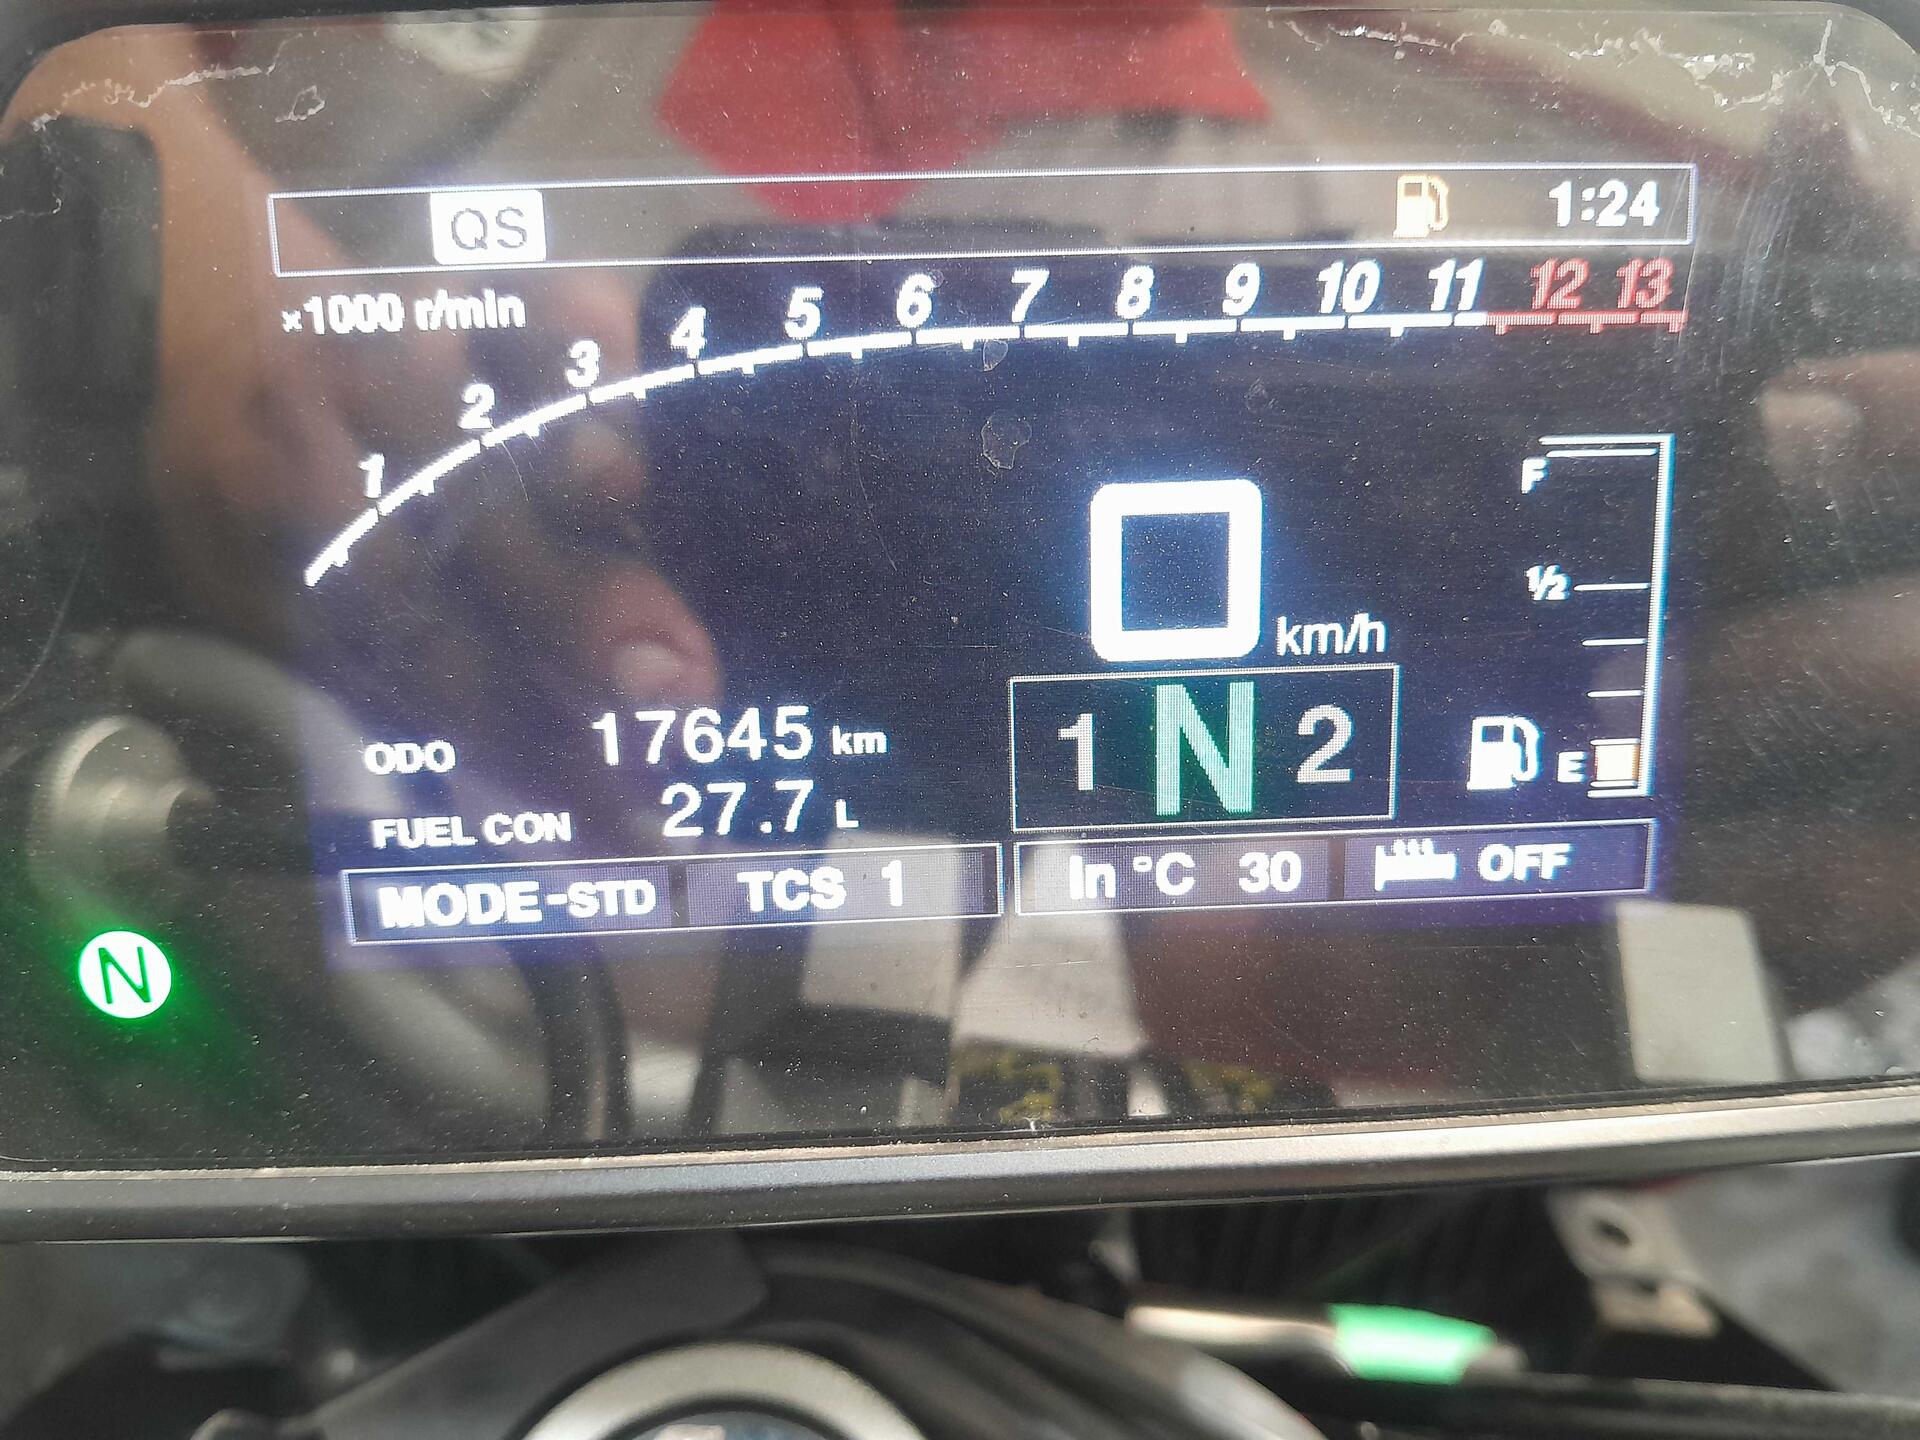 QS 1:24
×1000 r/min
1 2 3 4 5 6 7 8 9 10 11 12 13
F
1/2
E
0 km/h
1 N 2
ODO 17645 km
FUEL CON 27.7 L
MODE-STD TCS 1 In °C 30 OFF
N